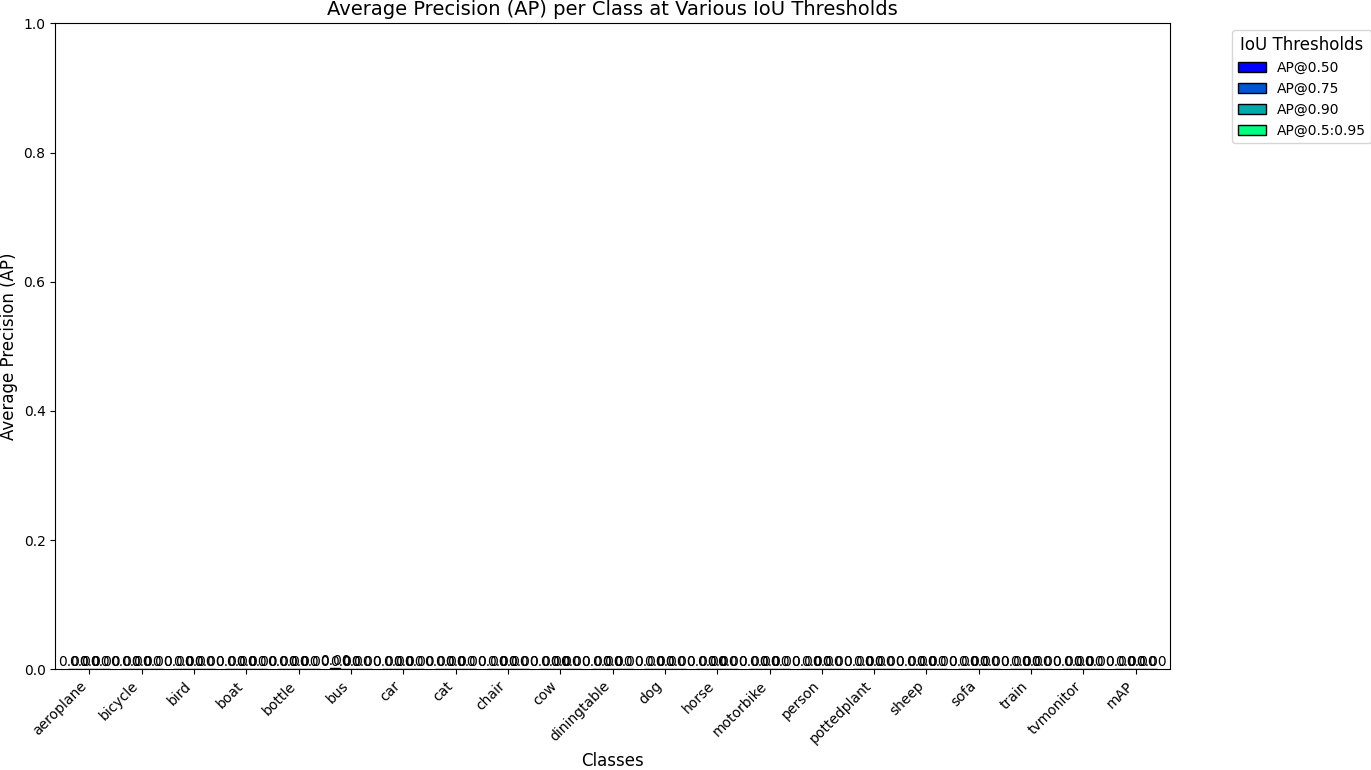 Average Precision (AP) per Class at Various IoU Thresholds
IoU Thresholds
AP@0.50
AP@0.75
AP@0.90
AP@0.5:0.95
Average Precision (AP)
1.0
0.8
0.6
0.4
0.2
0.0
aeroplane
bicycle
bird
boat
bottle
bus
car
cat
chair
cow
diningtable
dog
horse
motorbike
person
pottedplant
sheep
sofa
train
tvmonitor
mAP
Classes